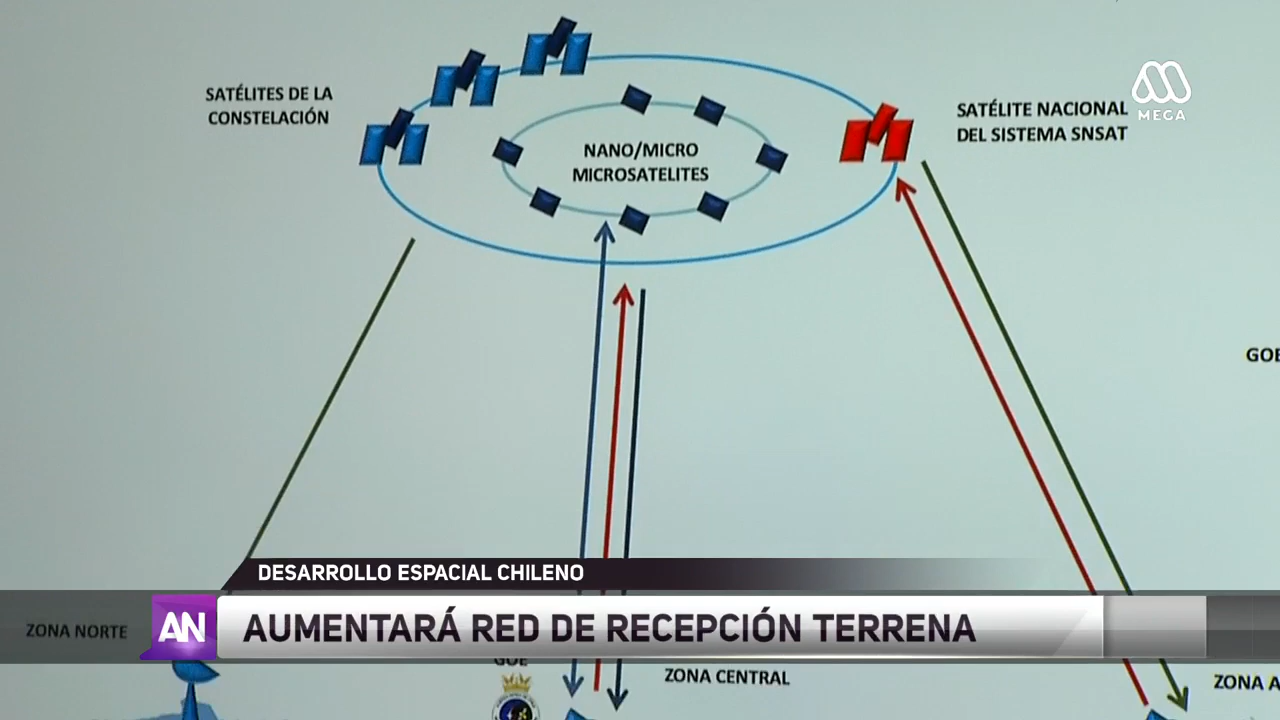 SATÉLITES DE LA
CONSTELACIÓN
NANO/MICRO
MICROSATELITES
SATÉLITE NACIONAL
DEL SISTEMA SNSAT
MEGA
DESARROLLO ESPACIAL CHILENO
AN
AUMENTARÁ RED DE RECEPCIÓN TERRENA
ZONA NORTE
ZONA CENTRAL
ZONA